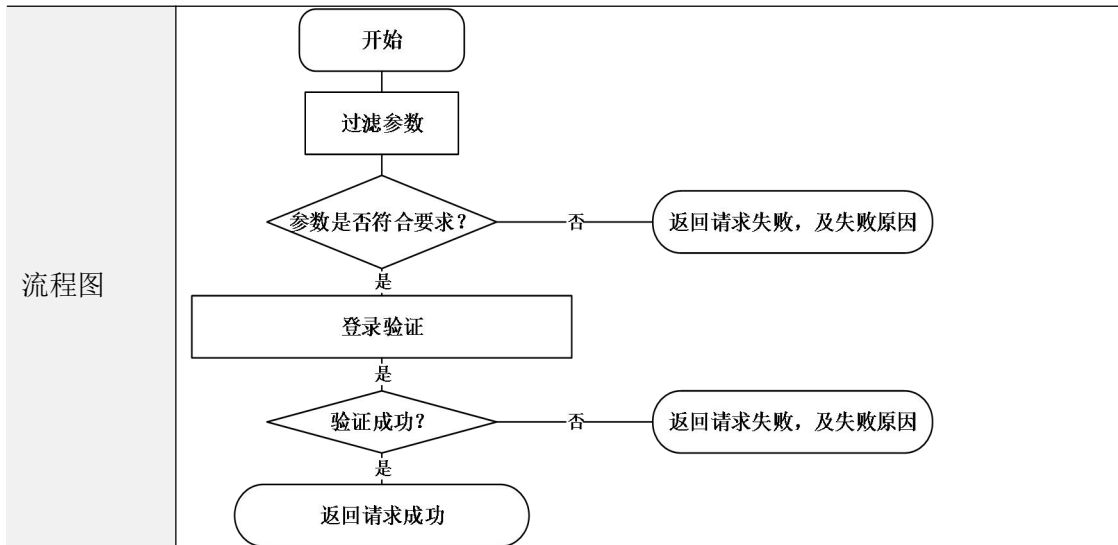 开始
过滤参数
参数是否符合要求？
否
返回请求失败，及失败原因
是
流程图
登录验证
是
验证成功？
否
返回请求失败，及失败原因
是
返回请求成功